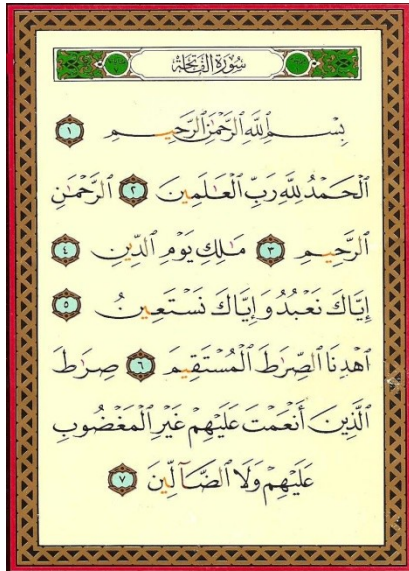 سُورَةُ الفَاتِحَةِ
بِسْمِ ٱللَّهِ ٱلرَّحْمَٰنِ ٱلرَّحِيمِ ١
ٱلْحَمْدُ لِلَّهِ رَبِّ ٱلْعَٰلَمِينَ ٢ ٱلرَّحْمَٰنِ
ٱلرَّحِيمِ ٣ مَٰلِكِ يَوْمِ ٱلدِّينِ ٤
إِيَّاكَ نَعْبُدُ وَإِيَّاكَ نَسْتَعِينُ ٥
ٱهْدِنَا ٱلصِّرَٰطَ ٱلْمُسْتَقِيمَ ٦ صِرَٰطَ
ٱلَّذِينَ أَنْعَمْتَ عَلَيْهِمْ غَيْرِ ٱلْمَغْضُوبِ
عَلَيْهِمْ وَلَا ٱلضَّآلِّينَ ٧